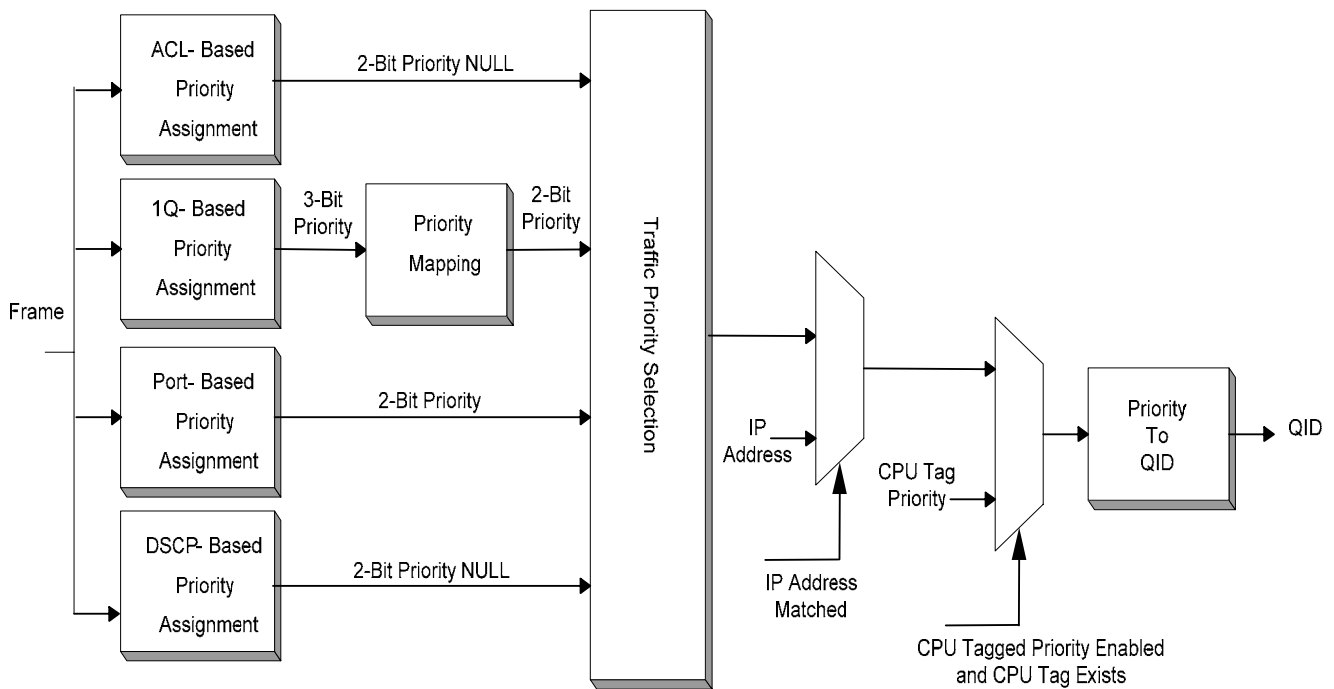 ACL- Based
Priority
Assignment
2-Bit Priority NULL
1Q- Based
Priority
Assignment
3-Bit
Priority
Priority
Mapping
2-Bit
Priority
Frame
Port- Based
Priority
Assignment
2-Bit Priority
DSCP- Based
Priority
Assignment
2-Bit Priority NULL
Traffic Priority Selection
IP
Address
IP Address
Matched
CPU Tag
Priority
CPU Tagged Priority Enabled
and CPU Tag Exists
Priority
To
QID
QID